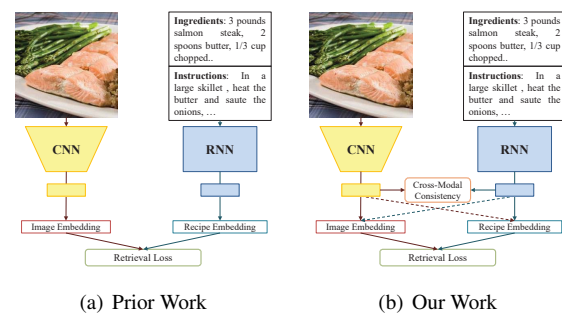 Ingredients: 3 pounds
salmon steak, 2
spoons butter, 1/3 cup
chopped..
Instructions: In a
large skillet , heat the
butter and saute the
onions, …
CNN
RNN
Image Embedding
Recipe Embedding
Retrieval Loss
(a) Prior Work
Ingredients: 3 pounds
salmon steak, 2
spoons butter, 1/3 cup
chopped..
Instructions: In a
large skillet , heat the
butter and saute the
onions, …
CNN
RNN
Cross-Modal
Consistency
Image Embedding
Recipe Embedding
Retrieval Loss
(b) Our Work